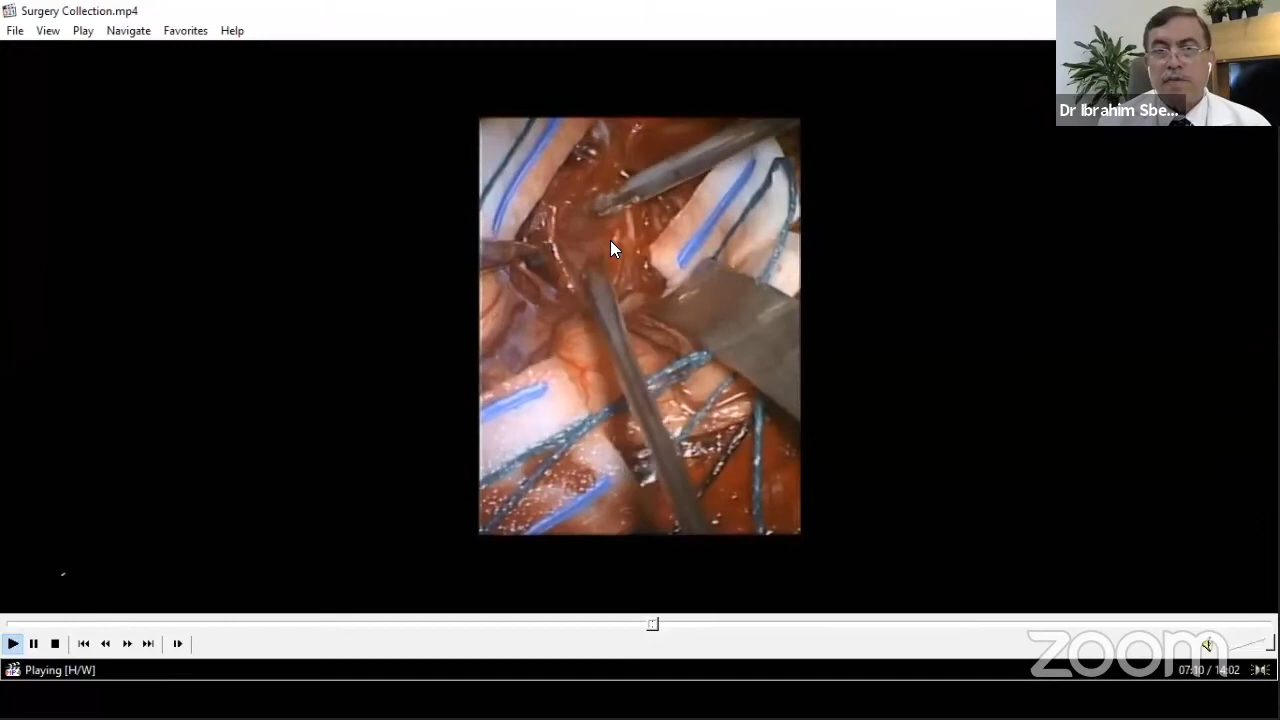 Surgery Collection.mp4
File View Play Navigate Favorites Help
Dr Ibrahim Sbe...
zoom
Playing [H/W]
07:10 / 14:02